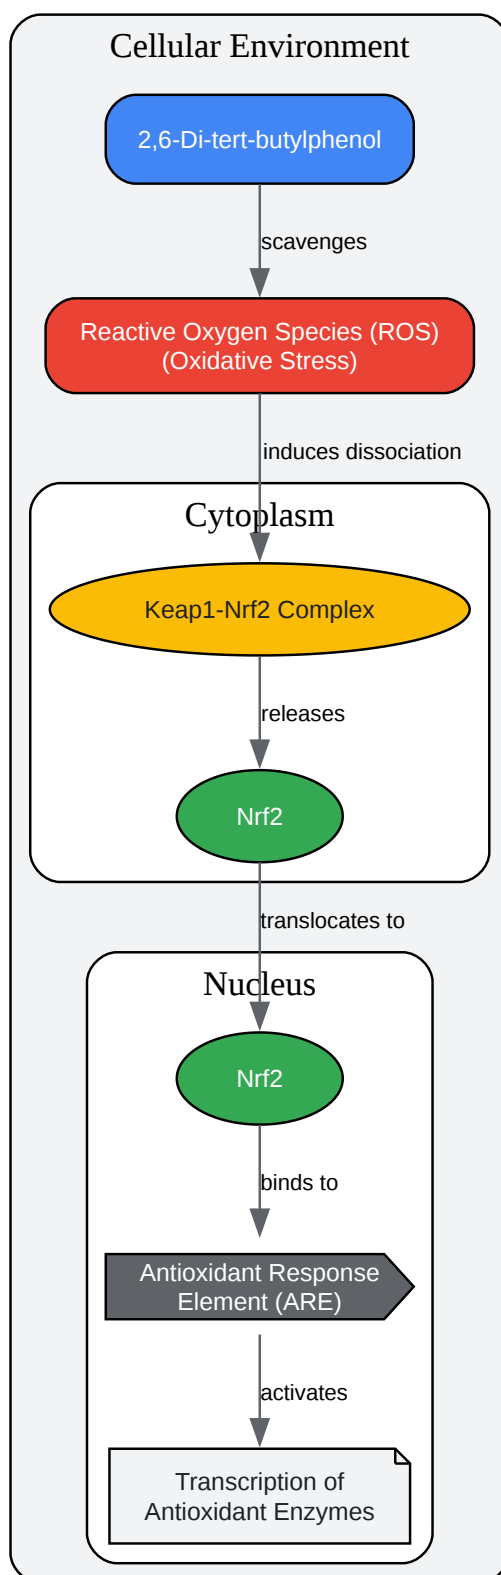 Cellular Environment
2,6-Di-tert-butylphenol
scavenges
Reactive Oxygen Species (ROS)
(Oxidative Stress)
induces dissociation
Cytoplasm
Keap1-Nrf2 Complex
releases
Nrf2
translocates to
Nucleus
Nrf2
binds to
Antioxidant Response
Element (ARE)
activates
Transcription of
Antioxidant Enzymes